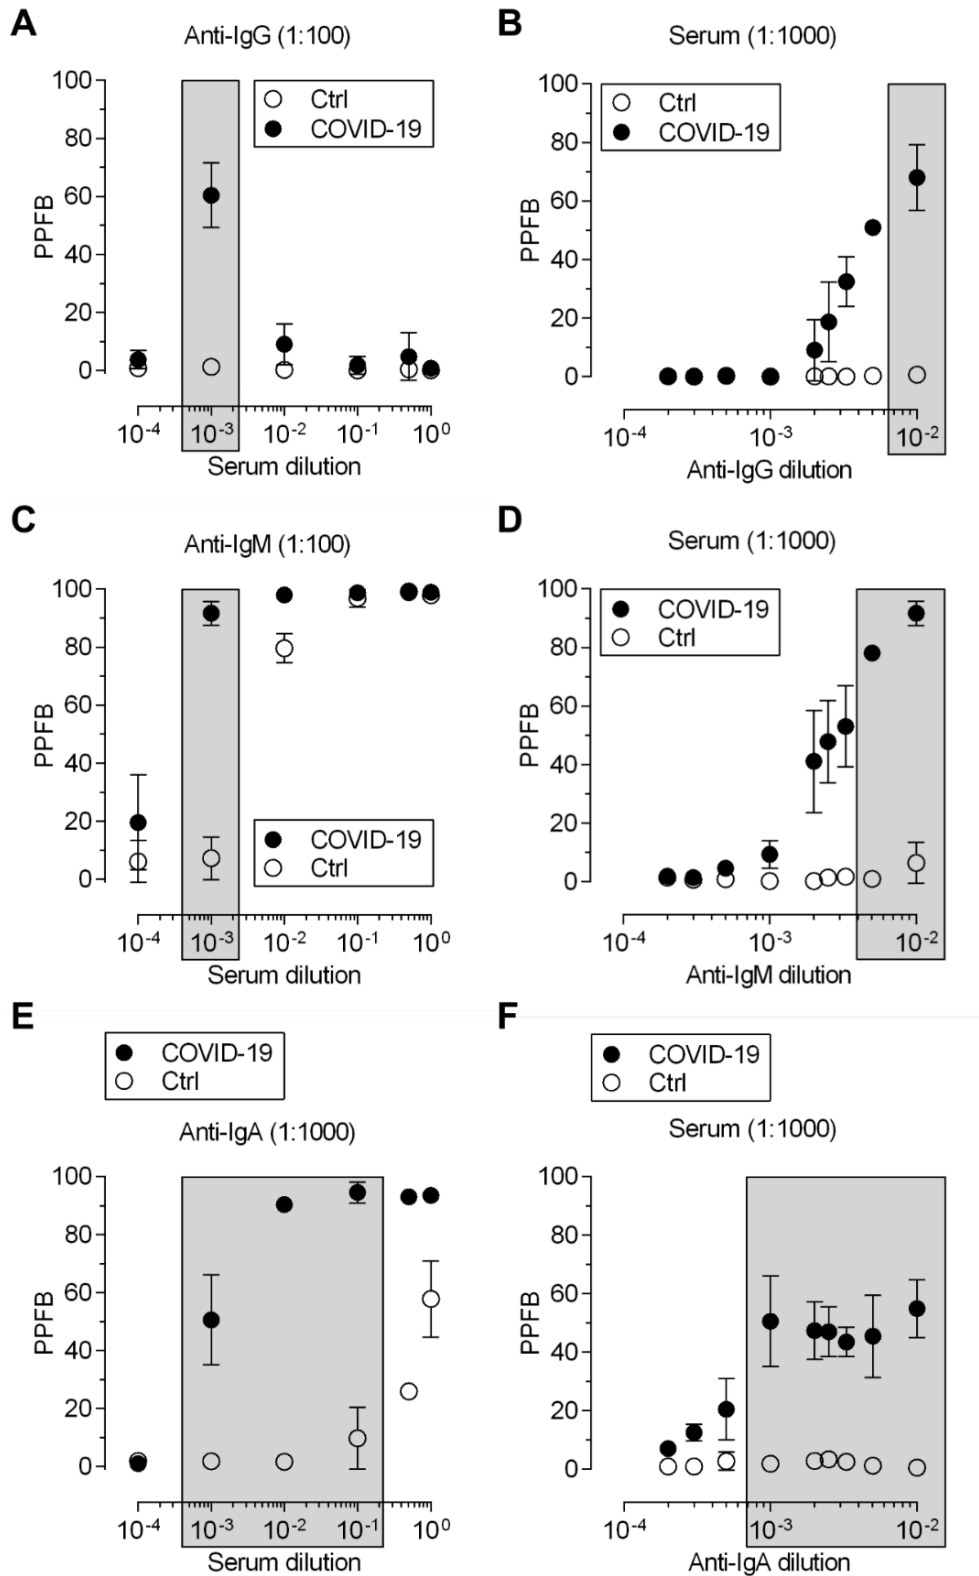 A
Anti-IgG (1:100)
Ctrl
COVID-19
PPFB
100
80
60
40
20
0
10⁻⁴ 10⁻³ 10⁻² 10⁻¹ 10⁰
Serum dilution
B
Serum (1:1000)
Ctrl
COVID-19
PPFB
100
80
60
40
20
0
10⁻⁴ 10⁻³ 10⁻²
Anti-IgG dilution
C
Anti-IgM (1:100)
PPFB
100
80
60
40
20
0
COVID-19
Ctrl
10⁻⁴ 10⁻³ 10⁻² 10⁻¹ 10⁰
Serum dilution
D
Serum (1:1000)
COVID-19
Ctrl
PPFB
100
80
60
40
20
0
10⁻⁴ 10⁻³ 10⁻²
Anti-IgM dilution
E
COVID-19
Ctrl
Anti-IgA (1:1000)
PPFB
100
80
60
40
20
0
10⁻⁴ 10⁻³ 10⁻² 10⁻¹ 10⁰
Serum dilution
F
COVID-19
Ctrl
Serum (1:1000)
PPFB
100
80
60
40
20
0
10⁻⁴ 10⁻³ 10⁻²
Anti-IgA dilution